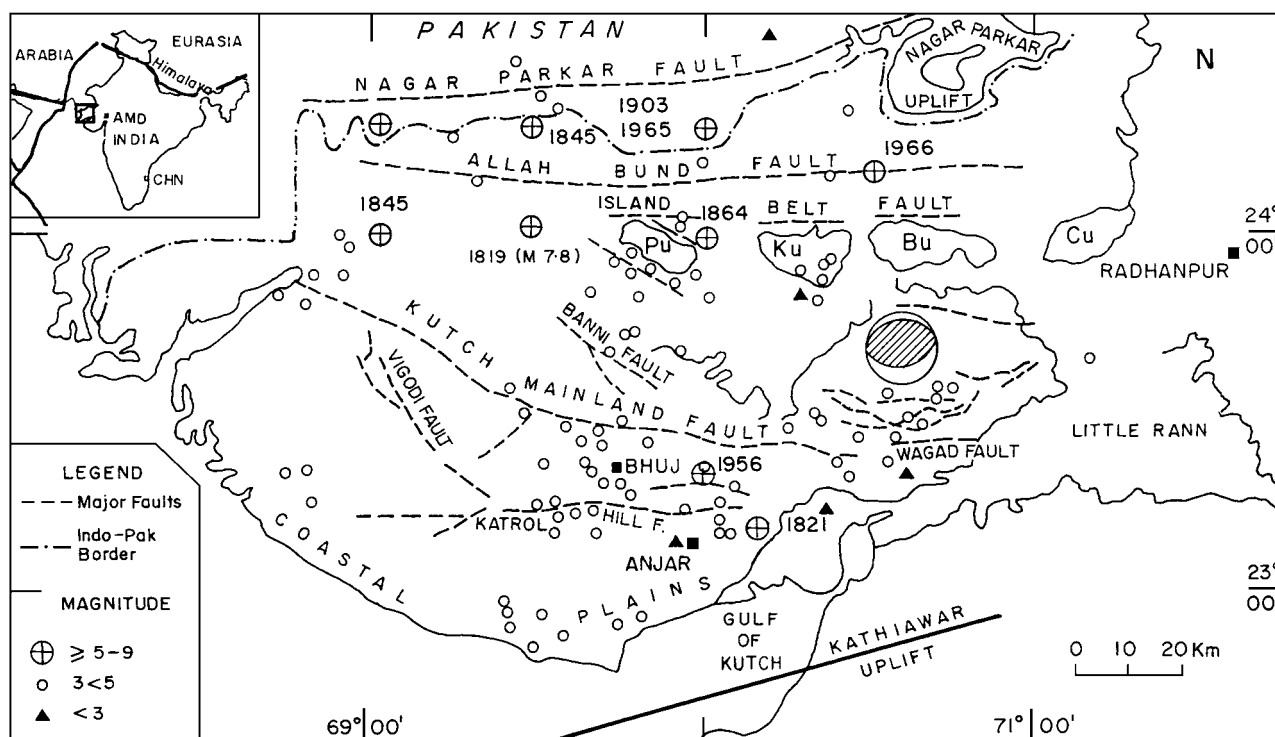 PAKISTAN
ARABIA
EURASIA
Himalaya
AMD
INDIA
CHN
NAGAR PARKAR FAULT
NAGAR PARKAR
UPLIFT
N
1903
1845
1965
1966
ALLAH BUND FAULT
ISLAND BELT FAULT
1845
1864
1819 (M 7·8)
Pu
Ku
Bu
Cu
24°
00'
RADHANPUR
KUTCH MAINLAND FAULT
BANNI FAULT
VIGODI FAULT
LITTLE RANN
WAGAD FAULT
BHUJ
1956
KATROL HILL F.
1821
ANJAR
COASTAL PLAINS
GULF
OF
KUTCH
KATHIAWAR
UPLIFT
23°
00'
0 10 20 Km
69° 00'
71° 00'
LEGEND
Major Faults
Indo-Pak
Border
MAGNITUDE
≥ 5-9
3<5
<3